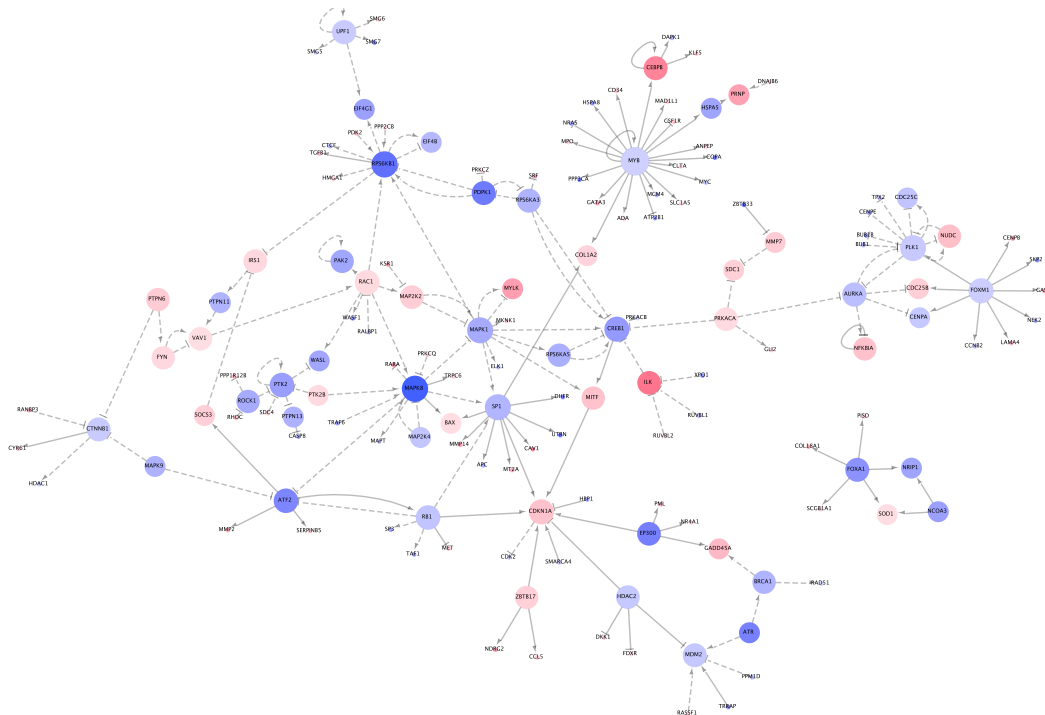 SMG6
UPF1
SMG7
SMG5
DAPK1
KLF5
CEBPB
DNAJB6
PRNP
CD34
MAD1L1
HSPA8
HSPA5
EIF4G1
PPP2CB
PDK2
CSF1R
NRAS
EIF4B
CTCF
TGFB1
MPO
ANPEP
MYB
COPA
RPS6KB1
CLTA
HMGA1
PRKCZ
SRF
PPP2CA
MYC
PDPK1
RPS6KA3
MCM4
SLC1A5
GATA3
ADA
ATP2B1
ZBTB33
TPX2
CDC25C
CENPE
BUB1B
BUB1
PLK1
NUDC
CENPB
MMP7
COL1A2
IRS1
PAK2
KSR1
SDC1
SKP2
RAC1
MYLK
CDC25B
AURKA
FOXM1
PTPN6
PTPN11
MAP2K2
WASF1
MKNK1
PRKACB
PRKACA
CENPA
NEK2
RALBP1
MAPK1
CREB1
VAV1
FYN
GLI2
NFKBIA
CCNB2
LAMA4
RPS6KA5
PRKCQ
WASL
RARA
ELK1
PPP1R12B
TRPC6
PTK2
MAPK8
ILK
XPO1
PTK2B
ROCK1
DHFR
MITF
SDC4
RHOC
SP1
RANBP3
SOCS3
PTPN13
TRAF6
BAX
RUVBL1
CTNNB1
CASP8
MAP2K4
UTRN
RUVBL2
MAPT
MMP14
CAV1
CYR61
PISD
COL18A1
MAPK9
APC
MT2A
FOXA1
NRIP1
HDAC1
ATF2
HBP1
PML
SCGB1A1
SOD1
NCOA3
RB1
CDKN1A
NR4A1
MMP2
SERPINB5
SP3
EP300
GADD45A
TAF1
MET
CDK2
SMARCA4
BRCA1
RAD51
ZBTB17
HDAC2
ATR
DKK1
NDRG2
CCL5
FDXR
MDM2
PPM1D
RASSF1
TRRAP